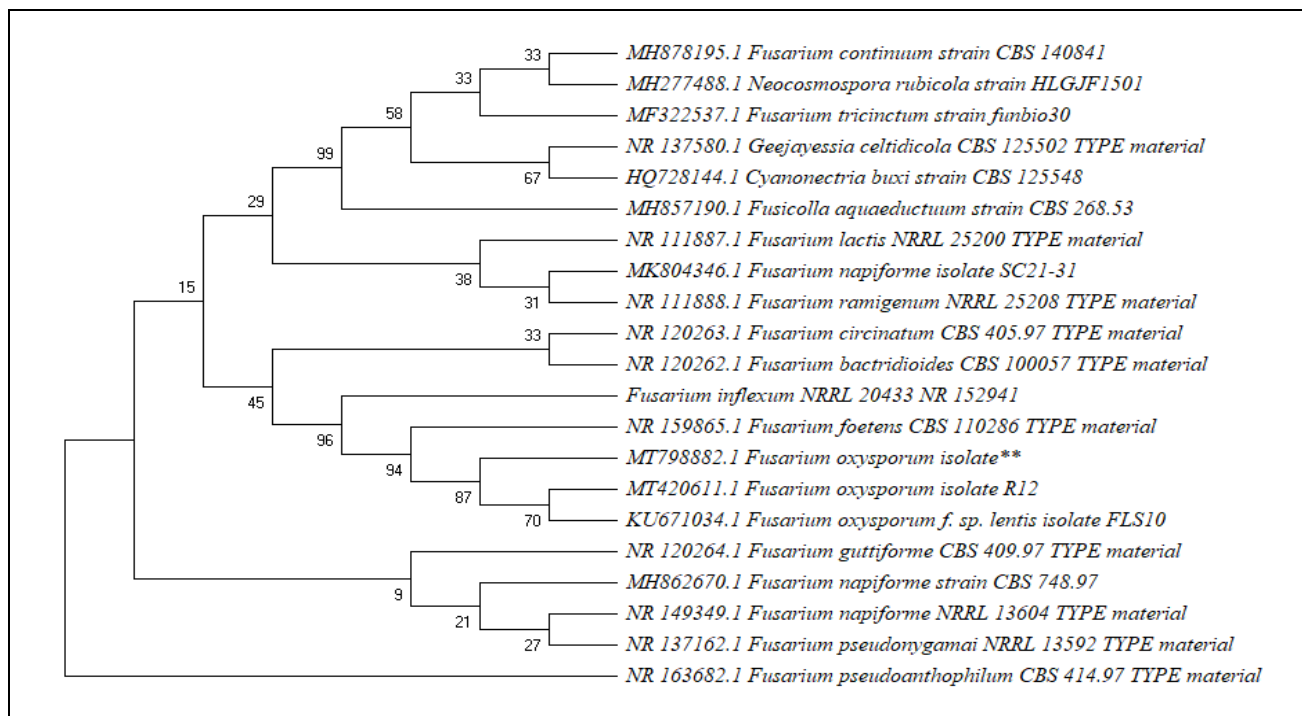 33
MH878195.1 Fusarium continuum strain CBS 140841
33
MH277488.1 Neocosmospora rubicola strain HLGJF1501
58
MF322537.1 Fusarium tricinctum strain funbio30
99
NR 137580.1 Geejayessia celtidicola CBS 125502 TYPE material
67
HQ728144.1 Cyanonectria buxi strain CBS 125548
29
MH857190.1 Fusicolla aquaeductuum strain CBS 268.53
NR 111887.1 Fusarium lactis NRRL 25200 TYPE material
38
MK804346.1 Fusarium napiforme isolate SC21-31
15
31
NR 111888.1 Fusarium ramigenum NRRL 25208 TYPE material
33
NR 120263.1 Fusarium circinatum CBS 405.97 TYPE material
NR 120262.1 Fusarium bactridioides CBS 100057 TYPE material
45
Fusarium inflexum NRRL 20433 NR 152941
96
NR 159865.1 Fusarium foetens CBS 110286 TYPE material
94
MT798882.1 Fusarium oxysporum isolate**
87
MT420611.1 Fusarium oxysporum isolate R12
70
KU671034.1 Fusarium oxysporum f. sp. lentis isolate FLS10
NR 120264.1 Fusarium guttiforme CBS 409.97 TYPE material
9
MH862670.1 Fusarium napiforme strain CBS 748.97
21
NR 149349.1 Fusarium napiforme NRRL 13604 TYPE material
27
NR 137162.1 Fusarium pseudonygamai NRRL 13592 TYPE material
NR 163682.1 Fusarium pseudoanthophilum CBS 414.97 TYPE material